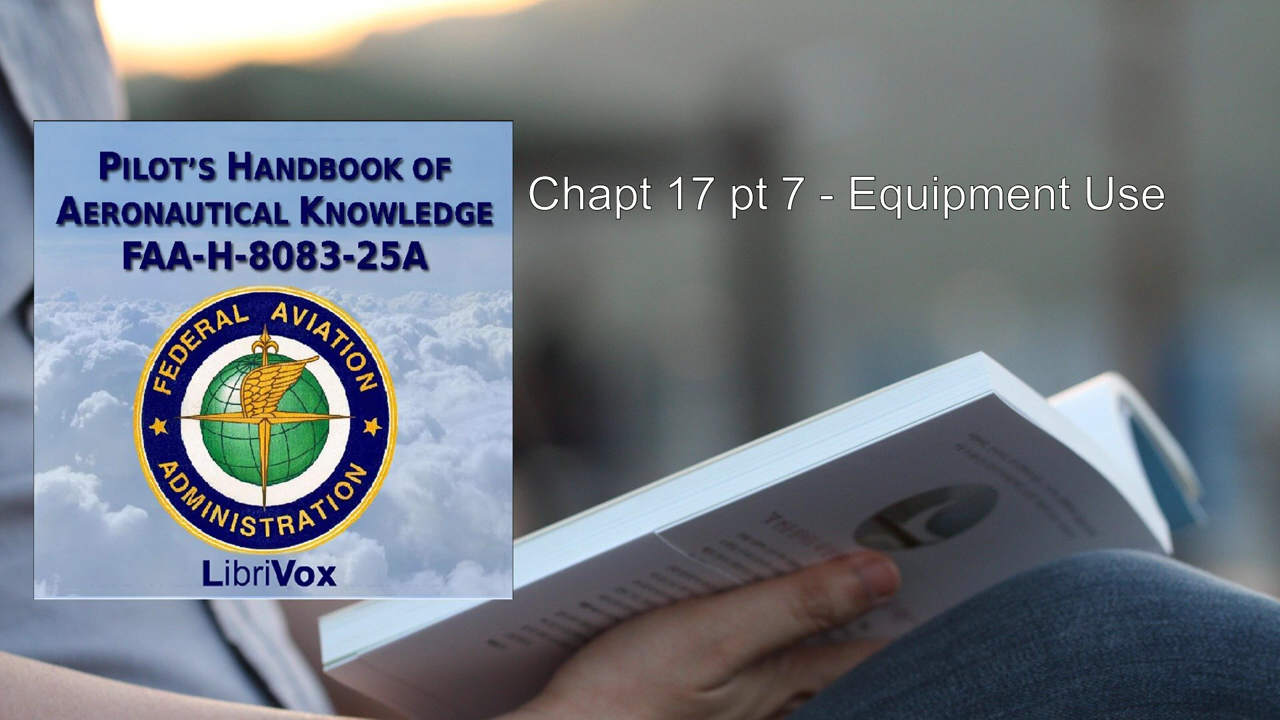 PILOT'S HANDBOOK OF
AERONAUTICAL KNOWLEDGE
FAA-H-8083-25A
FEDERAL AVIATION
ADMINISTRATION
LibriVox
Chapt 17 pt 7 - Equipment Use